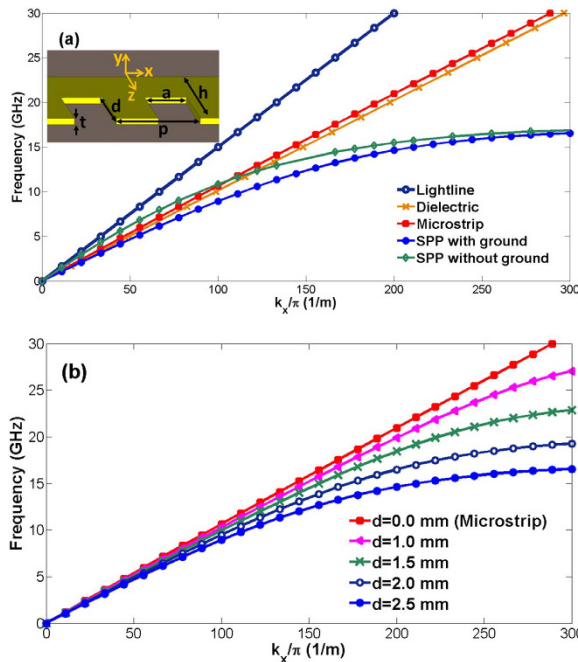 30
25
20
15
10
5
0
Frequency (GHz)
(a)
y
x
z
h
a
d
t
p
Lightline
Dielectric
Microstrip
SPP with ground
SPP without ground
50 100 150 200 250 300
kₓ/π (1/m)
30
25
20
15
10
5
0
Frequency (GHz)
(b)
d=0.0 mm (Microstrip)
d=1.0 mm
d=1.5 mm
d=2.0 mm
d=2.5 mm
0 50 100 150 200 250 300
kₓ/π (1/m)